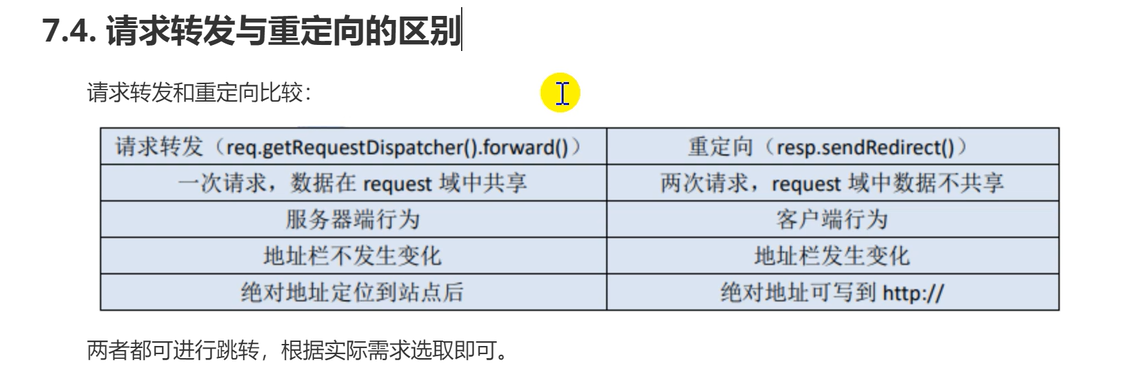 7.4. 请求转发与重定向的区别
请求转发和重定向比较：
请求转发（req.getRequestDispatcher().forward()） 重定向（resp.sendRedirect()）
一次请求，数据在 request 域中共享 两次请求，request 域中数据不共享
服务器端行为 客户端行为
地址栏不发生变化 地址栏发生变化
绝对地址定位到站点后 绝对地址可写到 http://
两者都可进行跳转，根据实际需求选取即可。